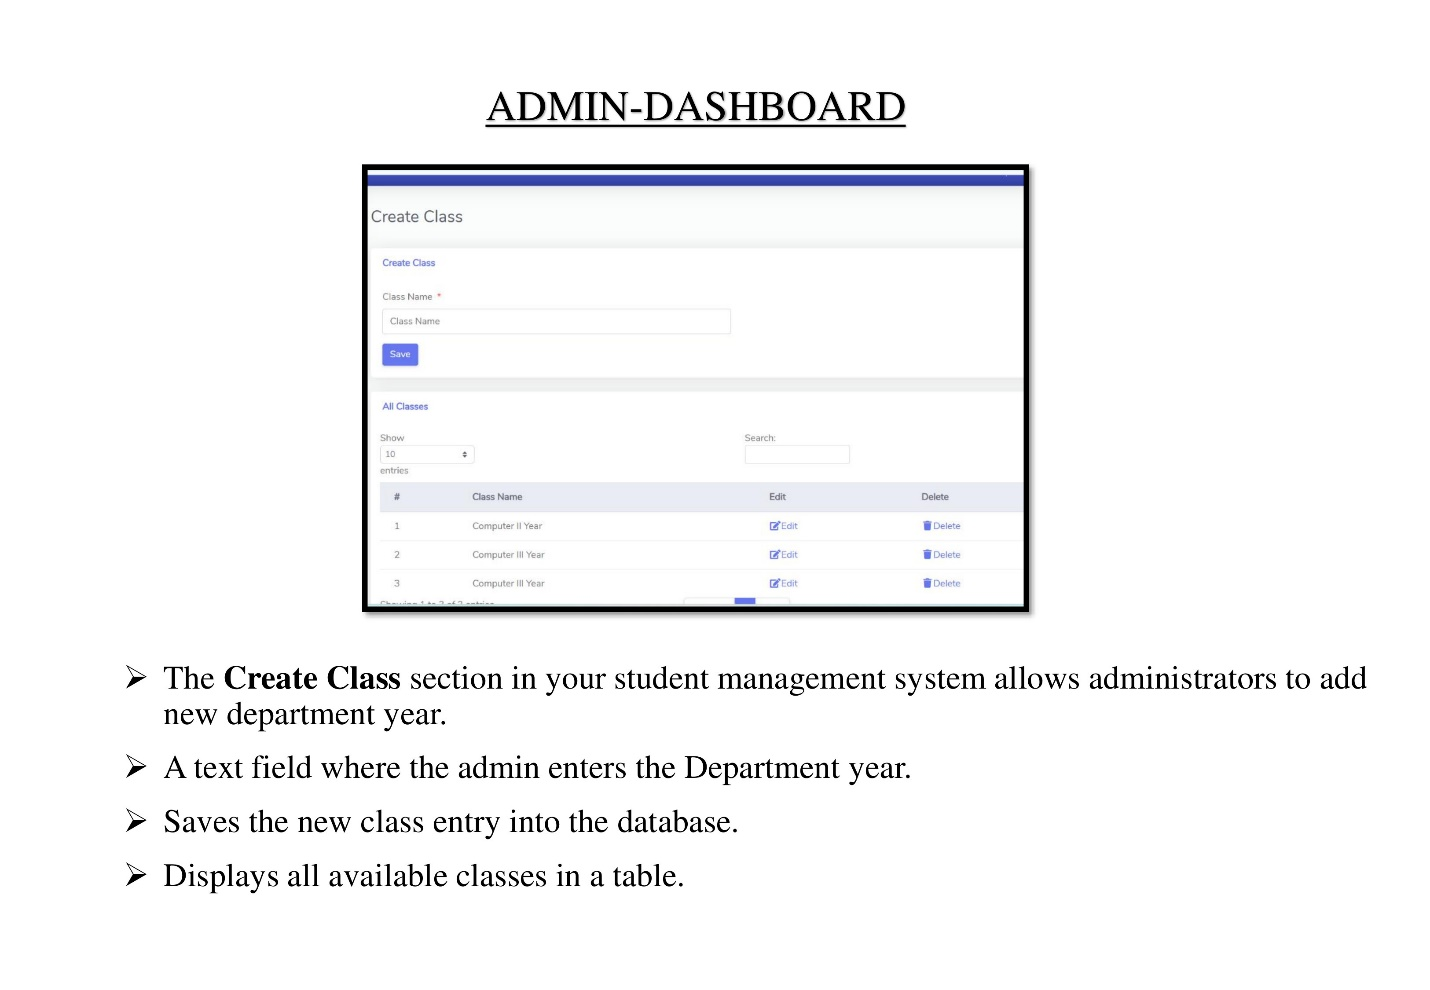 ADMIN-DASHBOARD
Create Class
Create Class
Class Name *
Class Name
Save
All Classes
Show
Search:
10
entries
# Class Name Edit Delete
1 Computer II Year Edit Delete
2 Computer III Year Edit Delete
3 Computer III Year Edit Delete
The Create Class section in your student management system allows administrators to add
new department year.
A text field where the admin enters the Department year.
Saves the new class entry into the database.
Displays all available classes in a table.